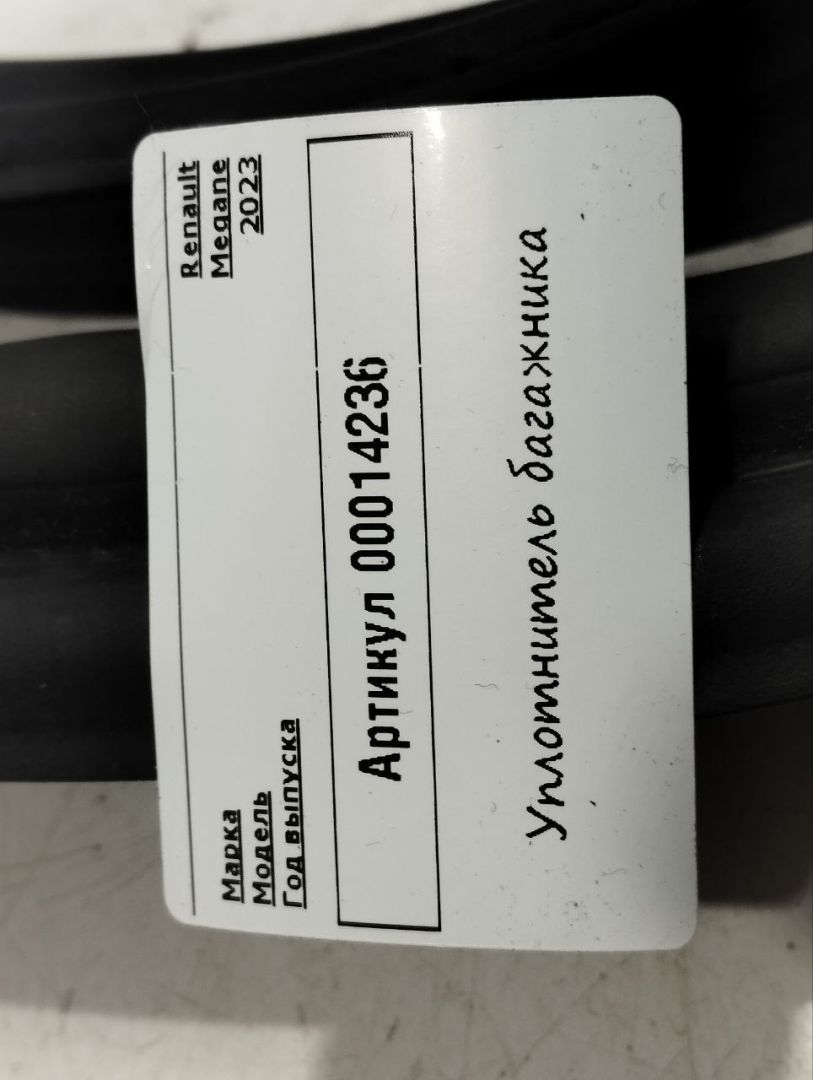 Марка Renault
Модель Megane
Год выпуска 2023
Артикул 00014236
Уплотнитель багажника